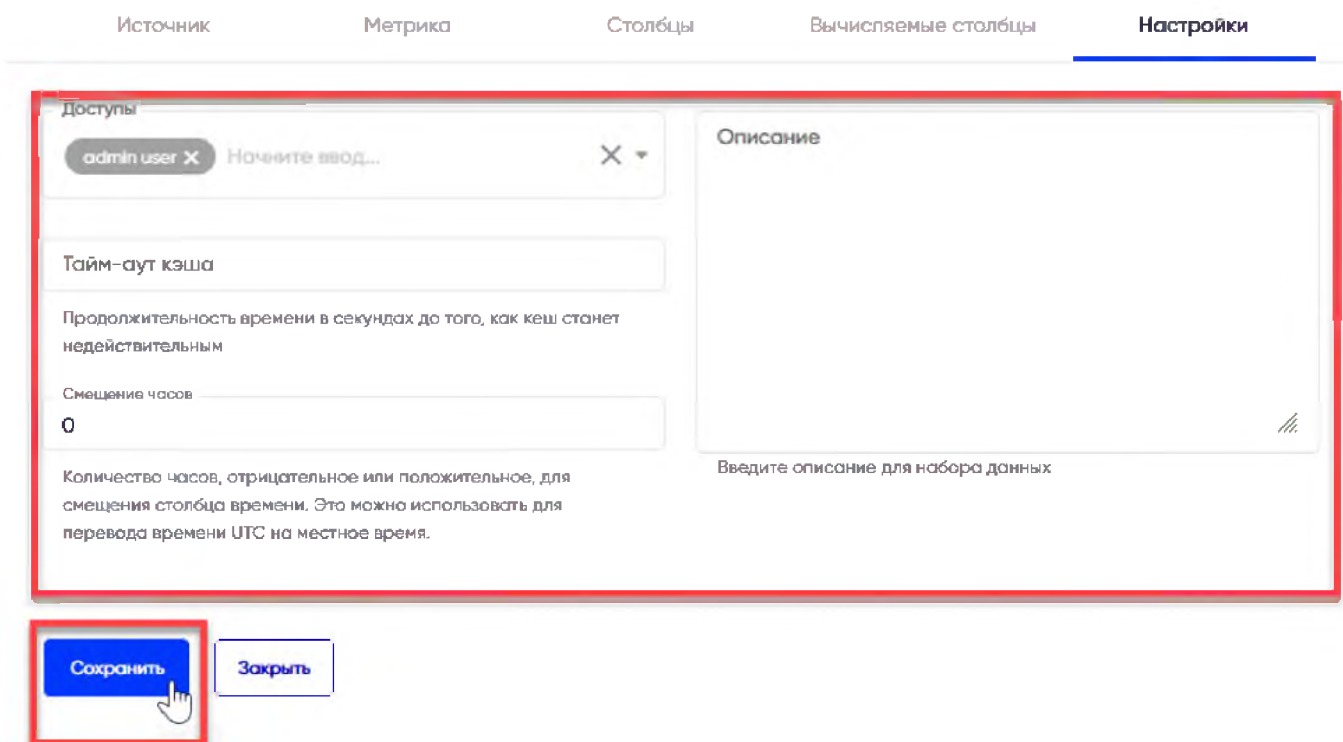 Источник Метрика Столбцы Вычисляемые столбцы Настройки
Доступы
admin user × Начните ввод...
Тайм-аут кэша
Продолжительность времени в секундах до того, как кеш станет
недействительным
Смещение часов
0
Количество часов, отрицательное или положительное, для
смещения столбца времени. Это можно использовать для
перевода времени UTC на местное время.
Описание
Введите описание для набора данных
Сохранить Закрыть